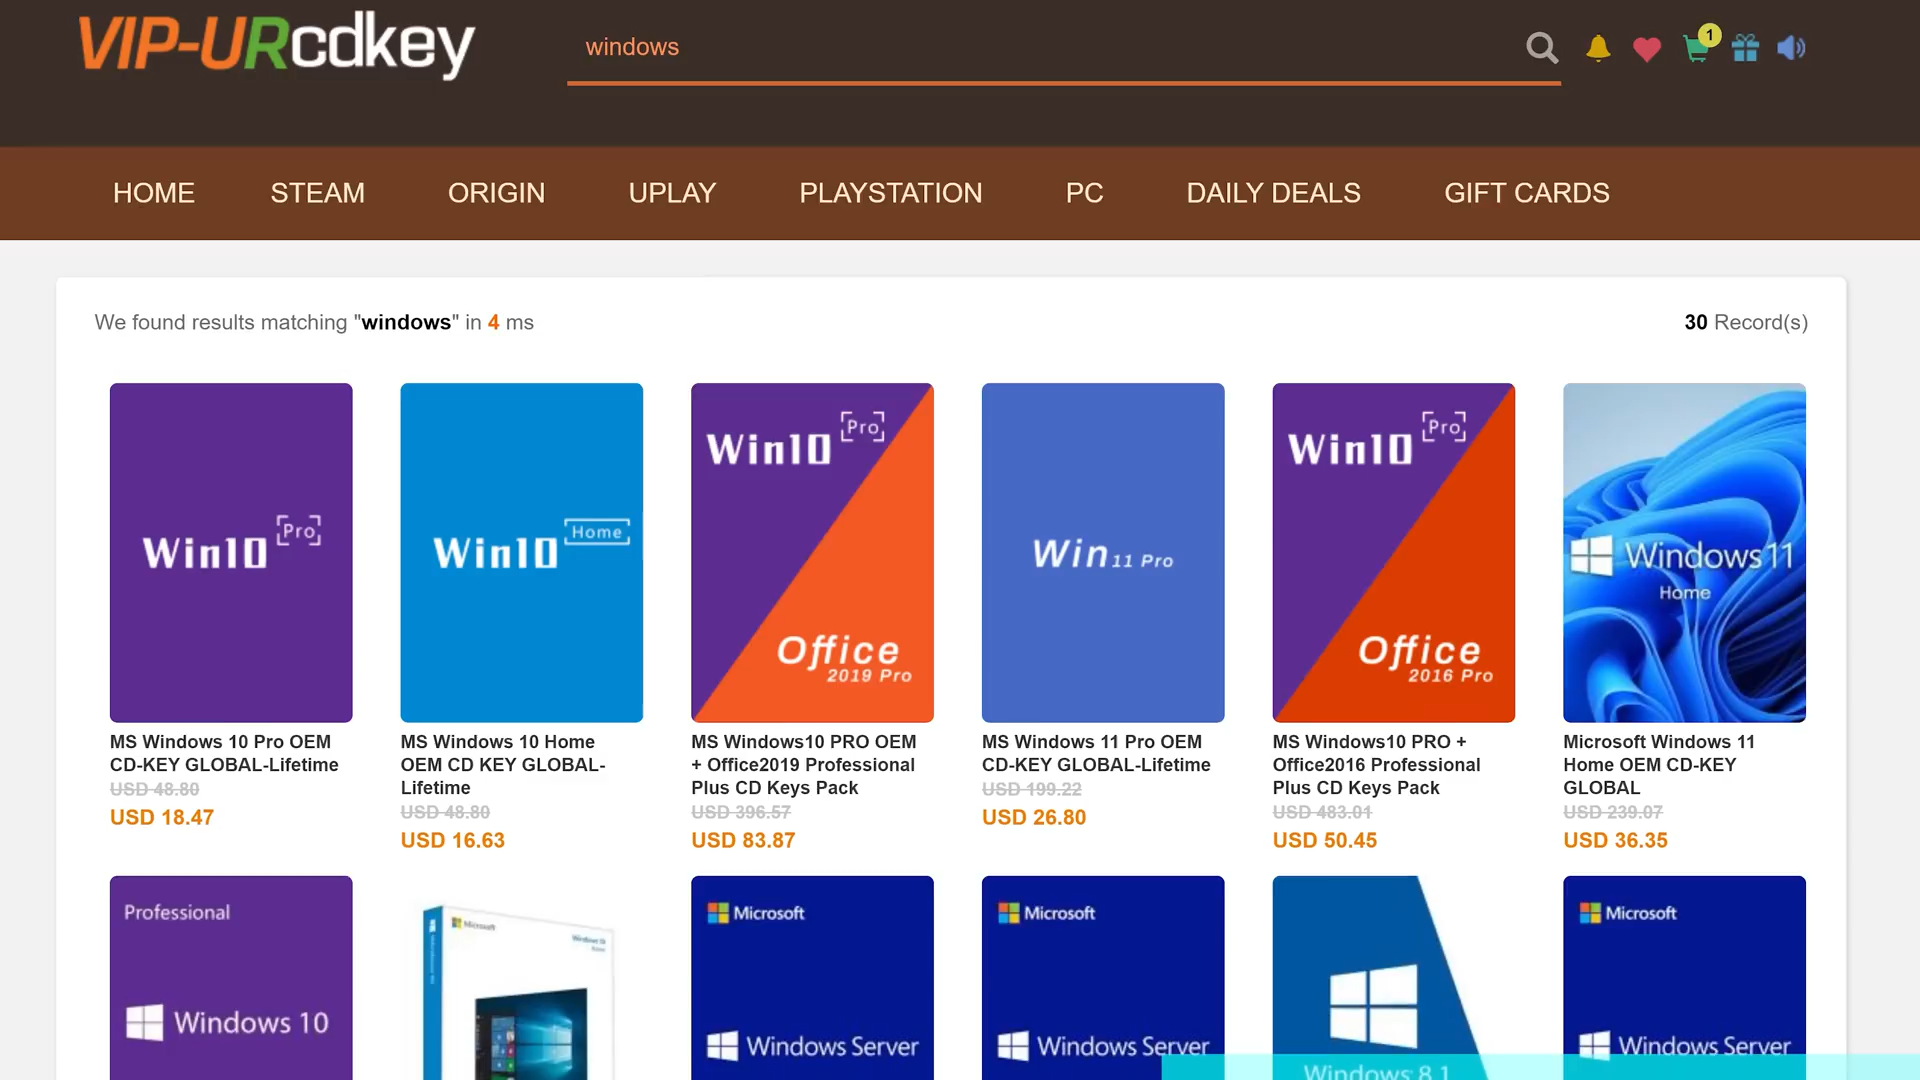 VIP-URcdkey
windows
1
HOME STEAM ORIGIN UPLAY PLAYSTATION PC DAILY DEALS GIFT CARDS
We found results matching "windows" in 4 ms
30 Record(s)
Win10 Pro
Win10 Home
Win10 Pro
Office
2019 Pro
Win 11 Pro
Win10 Pro
Office
2016 Pro
Windows 11
Home
MS Windows 10 Pro OEM
CD-KEY GLOBAL-Lifetime
USD 48.80
USD 18.47
MS Windows 10 Home
OEM CD KEY GLOBAL-
Lifetime
USD 48.80
USD 16.63
MS Windows10 PRO OEM
+ Office2019 Professional
Plus CD Keys Pack
USD 396.57
USD 83.87
MS Windows 11 Pro OEM
CD-KEY GLOBAL-Lifetime
USD 199.22
USD 26.80
MS Windows10 PRO +
Office2016 Professional
Plus CD Keys Pack
USD 483.01
USD 50.45
Microsoft Windows 11
Home OEM CD-KEY
GLOBAL
USD 239.07
USD 36.35
Professional
Windows 10
Microsoft
Windows 10
Microsoft
Windows Server
Microsoft
Windows Server
Windows 8.1
Microsoft
Windows Server